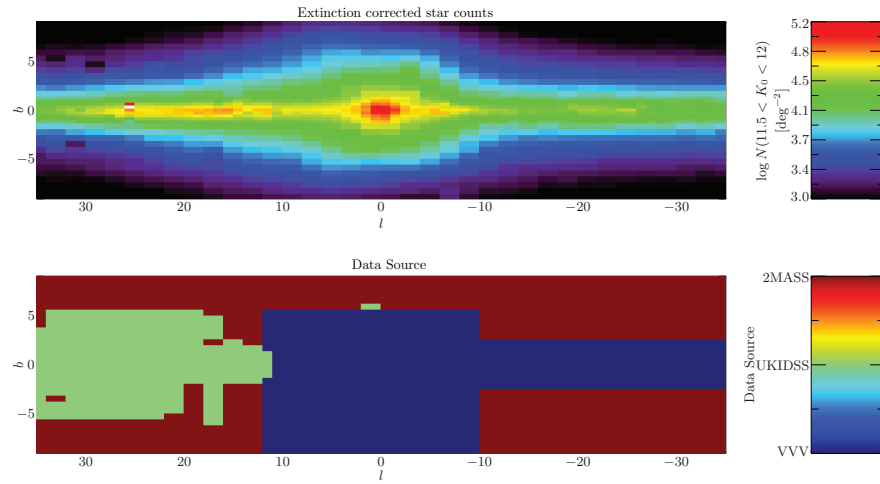 Extinction corrected star counts
5
0
−5
b
30
20
10
0
−10
−20
−30
l
5.2
4.8
4.5
4.1
3.7
3.4
3.0
log N(11.5 < K₀ < 12)
[deg⁻²]
Data Source
5
0
−5
b
30
20
10
0
−10
−20
−30
l
2MASS
UKIDSS
VVV
Data Source